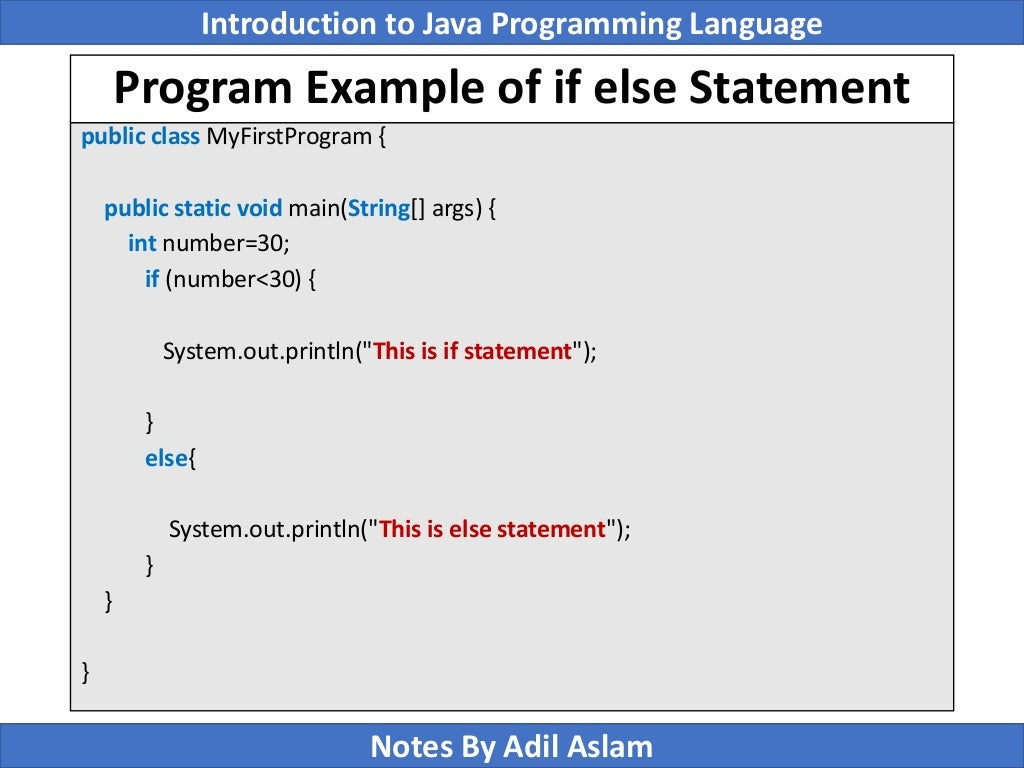 Introduction to Java Programming Language
Program Example of if else Statement
public class MyFirstProgram {
public static void main(String[] args) {
int number=30;
if (number<30) {
System.out.println("This is if statement");
}
else{
System.out.println("This is else statement");
}
}
}
Notes By Adil Aslam